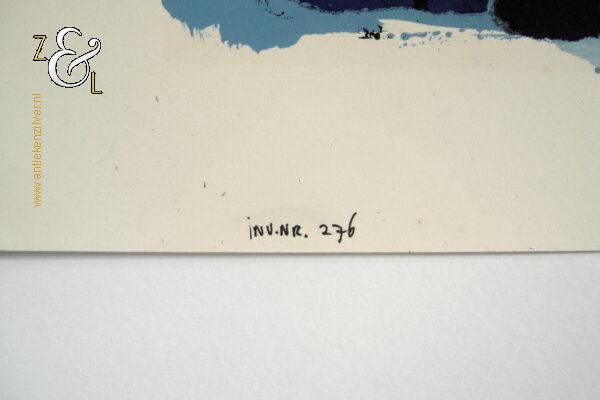 Z & L
www.antiekenzilver.nl
INV.NR. 276